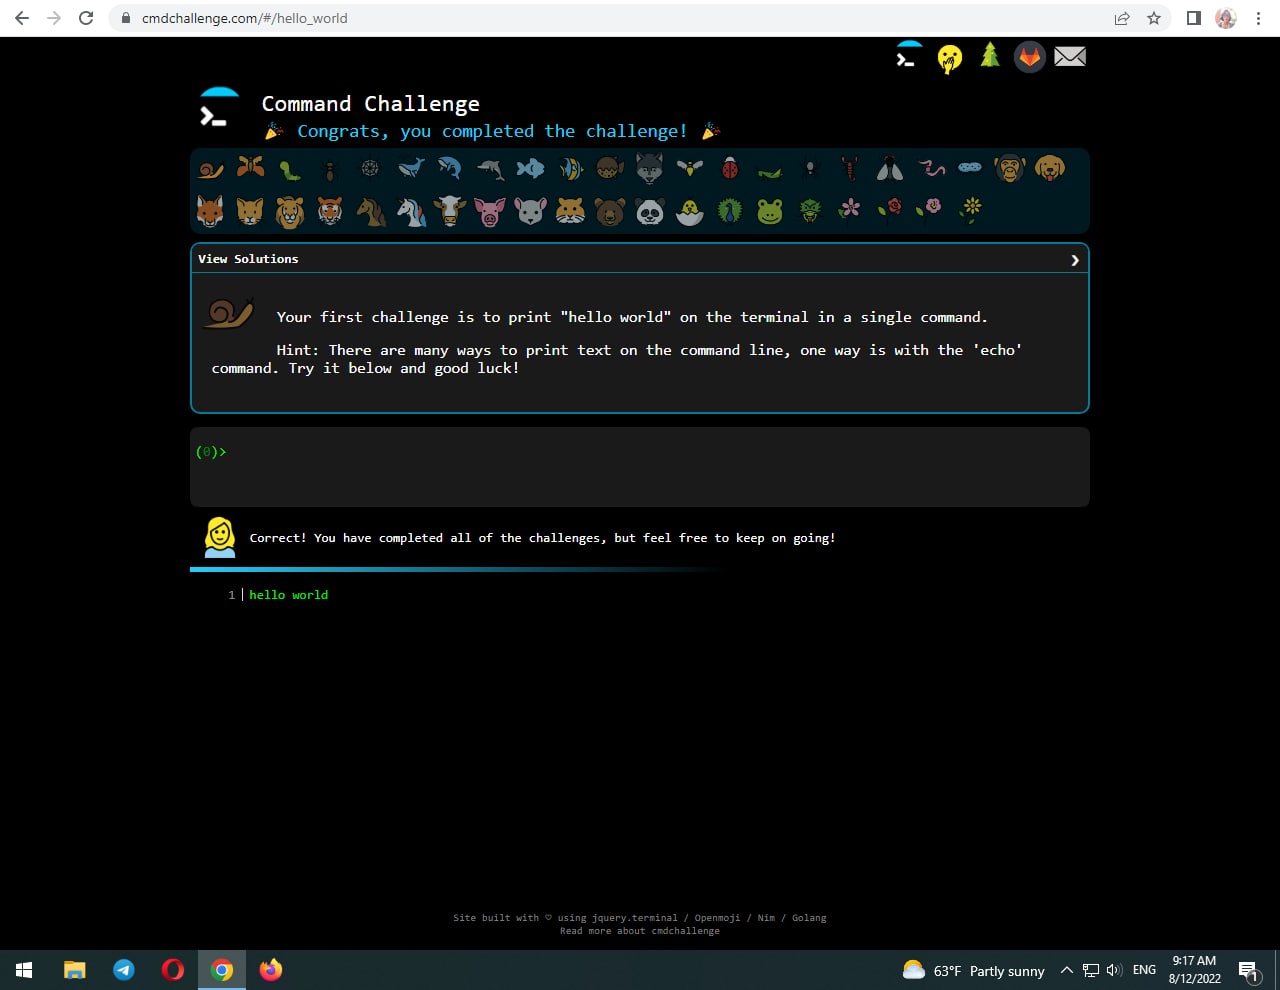 cmdchallenge.com/#/hello_world
Command Challenge
Congrats, you completed the challenge!
View Solutions
Your first challenge is to print "hello world" on the terminal in a single command.
Hint: There are many ways to print text on the command line, one way is with the 'echo'
command. Try it below and good luck!
(0)>
Correct! You have completed all of the challenges, but feel free to keep on going!
1 hello world
Site built with ♡ using jquery.terminal / Openmoji / Nim / Golang
Read more about cmdchallenge
63°F Partly sunny
ENG
9:17 AM
8/12/2022
1